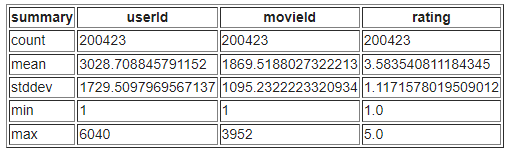 summary userId movieId rating
count 200423 200423 200423
mean 3028.708845791152 1869.5188027322213 3.583540811184345
stddev 1729.5097969567137 1095.2322223320934 1.1171578019509012
min 1 1 1.0
max 6040 3952 5.0